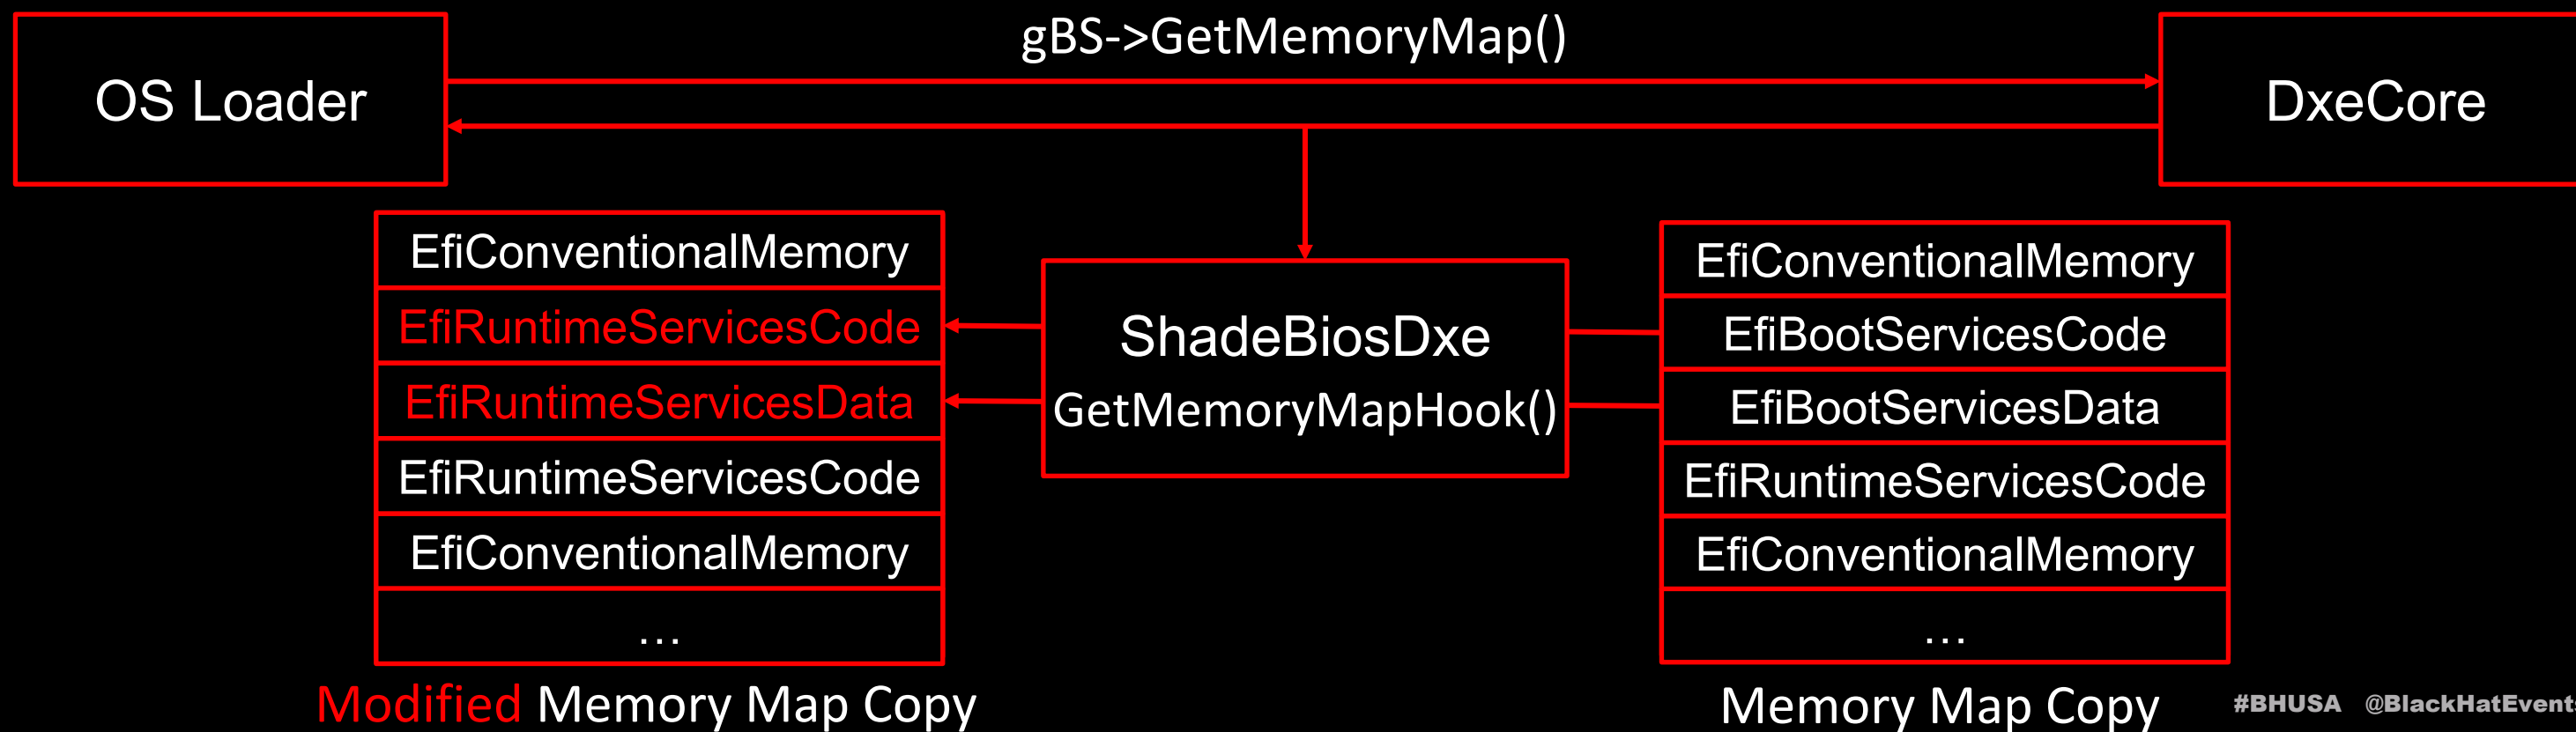 gBS->GetMemoryMap()
OS Loader
DxeCore
EfiConventionalMemory
EfiRuntimeServicesCode
EfiRuntimeServicesData
EfiRuntimeServicesCode
EfiConventionalMemory
...
Modified Memory Map Copy
ShadeBiosDxe
GetMemoryMapHook()
EfiConventionalMemory
EfiBootServicesCode
EfiBootServicesData
EfiRuntimeServicesCode
EfiConventionalMemory
...
Memory Map Copy
#BHUSA @BlackHatEvents